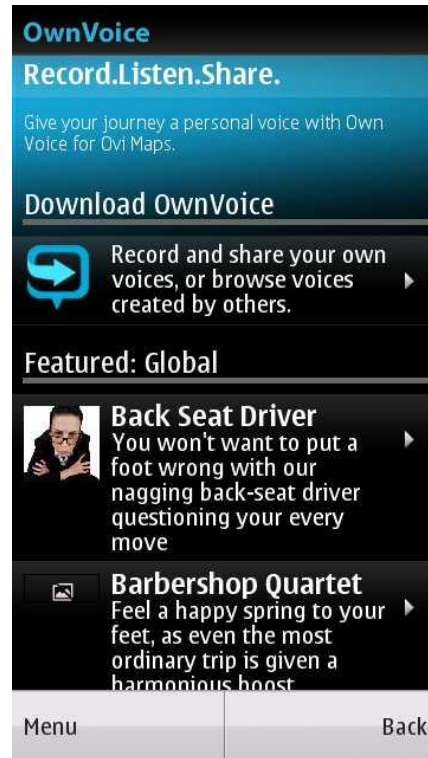 OwnVoice
Record.Listen.Share.
Give your journey a personal voice with Own
Voice for Ovi Maps.
Download OwnVoice
Record and share your own
voices, or browse voices
created by others.
Featured: Global
Back Seat Driver
You won't want to put a
foot wrong with our
nagging back-seat driver
questioning your every
move
Barbershop Quartet
Feel a happy spring to your
feet, as even the most
ordinary trip is given a
harmonious boost
Menu
Back